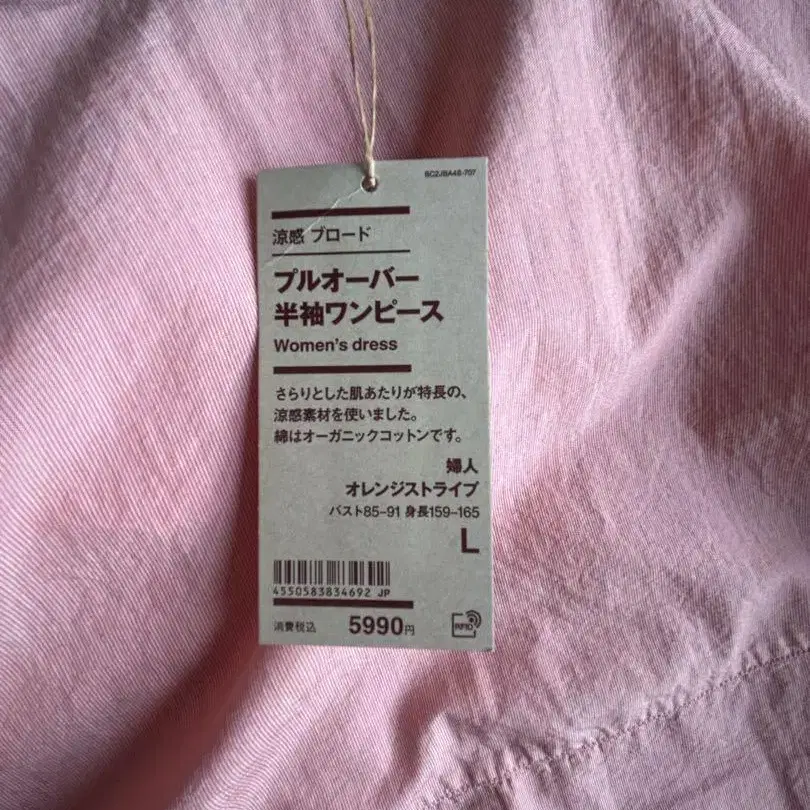 BC2JBA4S-707
涼感 ブロード
プルオーバー
半袖ワンピース
Women's dress
さらりとした肌あたりが特長の、
涼感素材を使いました。
綿はオーガニックコットンです。
婦人
オレンジストライプ
バスト85-91 身長159-165
L
4550583834692 JP
消費税込 5990円
RFID